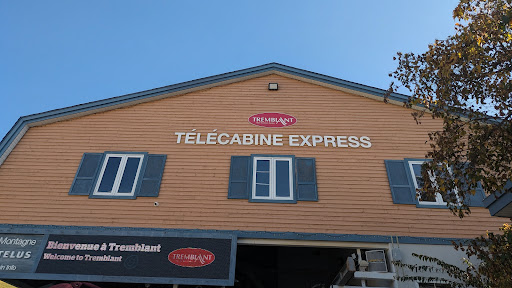 TREMBLANT
TÉLÉCABINE EXPRESS
Montagne
TELUS
Bienvenue à Tremblant
Welcome to Tremblant
TREMBLANT